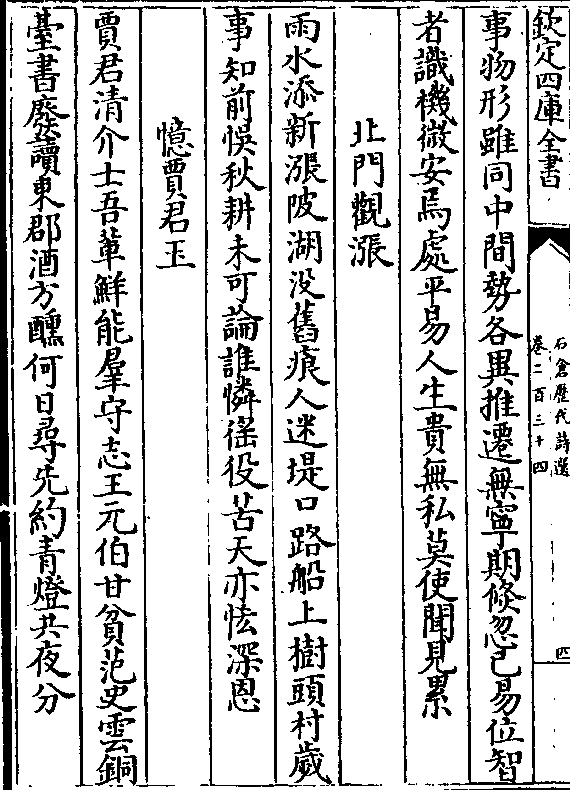 欽定四庫全書
石倉歷代詩選
卷二百三十四
四
事物形雖同中間勢各異推遷無寧期倐忽已易位智
者識機微安焉處平易人生貴無私莫使聞見累
北門觀漲
雨水添新漲陂湖没舊痕人迷堤口路船上樹頭村歲
事知前悞秋耕未可論誰憐徭役苦天亦恡深恩
憶賈君玉
賈君清介士吾輩鮮能羣守志王元伯甘貧范史雲銅
臺書廢讀東郡酒方醺何日尋先約青燈共夜分